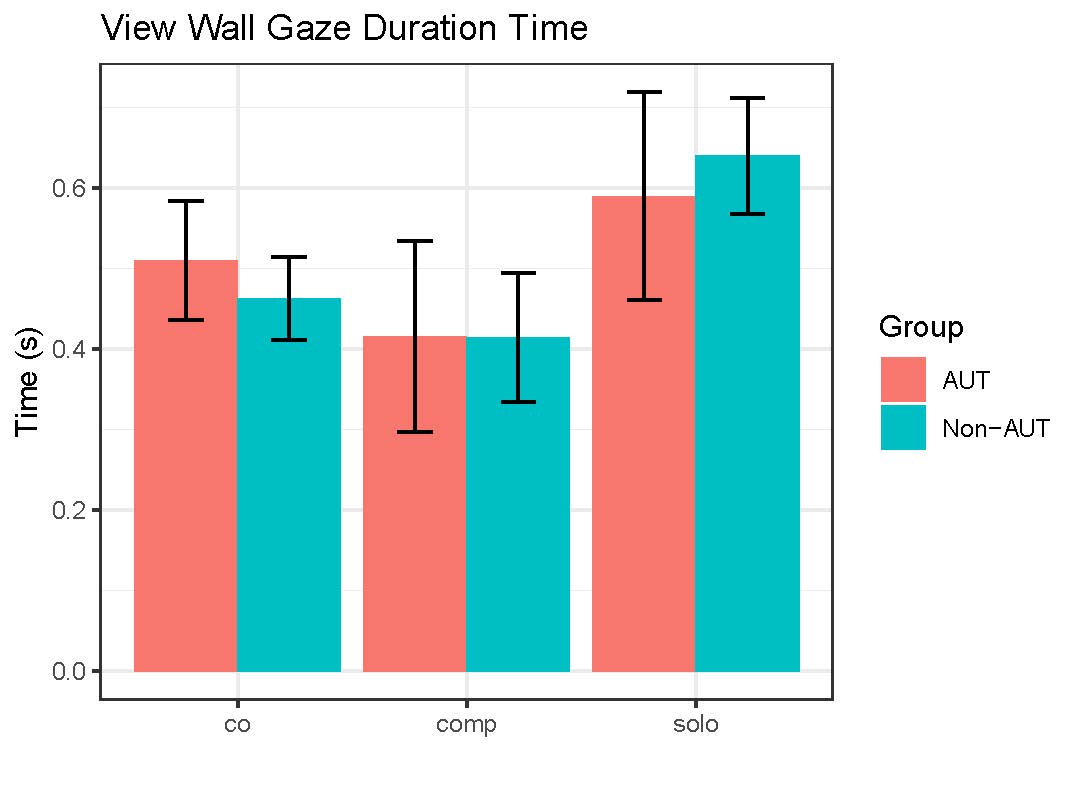 View Wall Gaze Duration Time
Time (s)
0.6
0.4
0.2
0.0
co comp solo
Group
AUT
Non−AUT